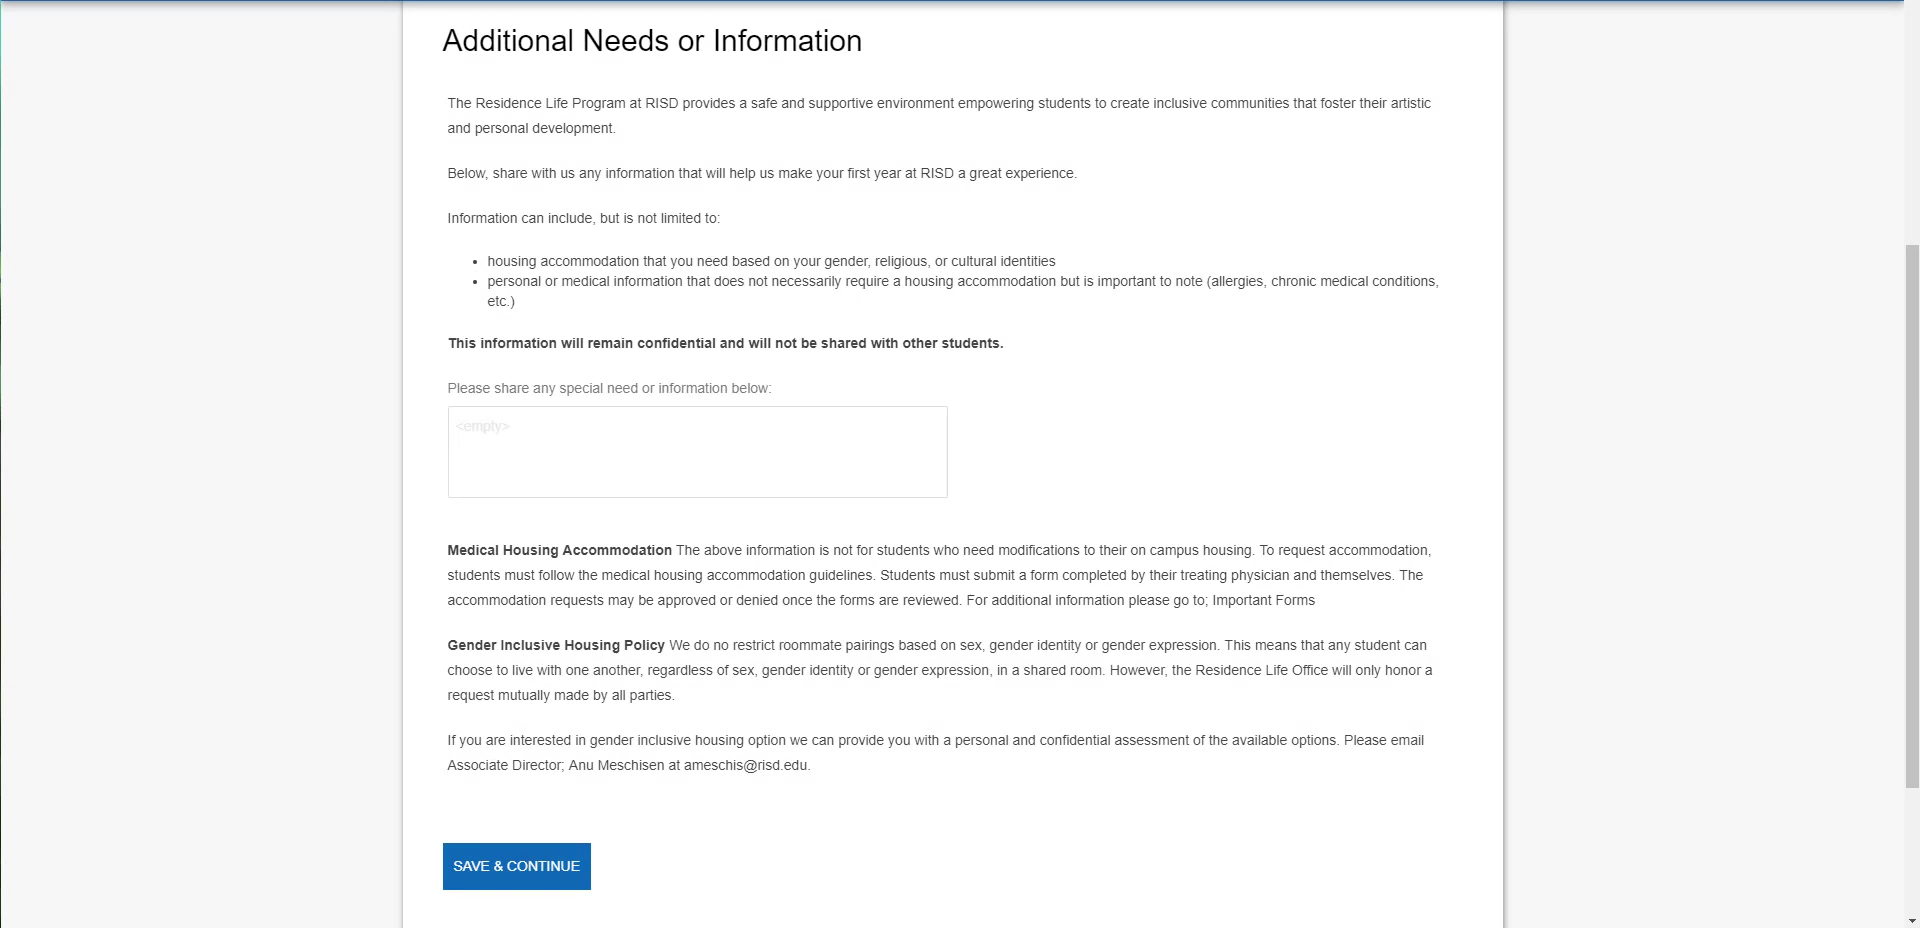 Additional Needs or Information
The Residence Life Program at RISD provides a safe and supportive environment empowering students to create inclusive communities that foster their artistic
and personal development.
Below, share with us any information that will help us make your first year at RISD a great experience.
Information can include, but is not limited to:
• housing accommodation that you need based on your gender, religious, or cultural identities
• personal or medical information that does not necessarily require a housing accommodation but is important to note (allergies, chronic medical conditions,
etc.)
This information will remain confidential and will not be shared with other students.
Please share any special need or information below:
<empty>
Medical Housing Accommodation The above information is not for students who need modifications to their on campus housing. To request accommodation,
students must follow the medical housing accommodation guidelines. Students must submit a form completed by their treating physician and themselves. The
accommodation requests may be approved or denied once the forms are reviewed. For additional information please go to; Important Forms
Gender Inclusive Housing Policy We do no restrict roommate pairings based on sex, gender identity or gender expression. This means that any student can
choose to live with one another, regardless of sex, gender identity or gender expression, in a shared room. However, the Residence Life Office will only honor a
request mutually made by all parties.
If you are interested in gender inclusive housing option we can provide you with a personal and confidential assessment of the available options. Please email
Associate Director; Anu Meschisen at ameschis@risd.edu.
SAVE & CONTINUE